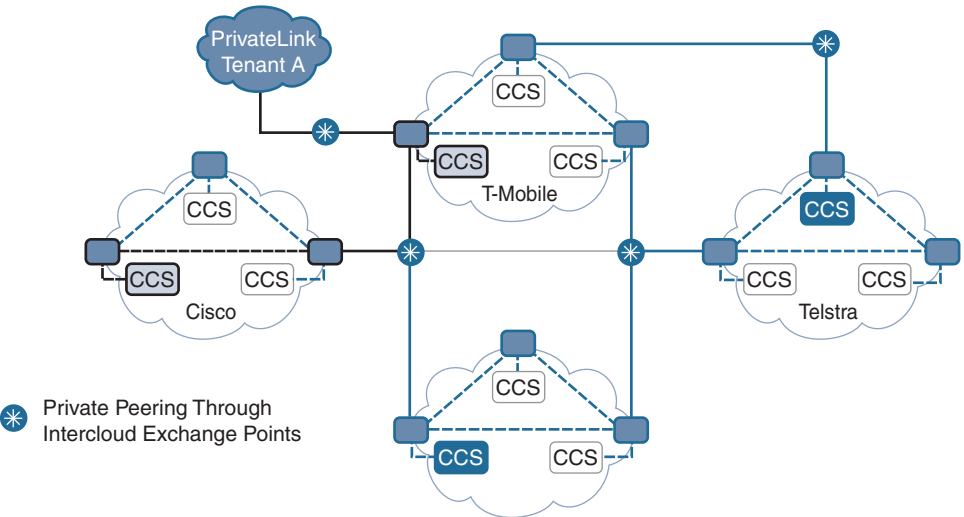 PrivateLink
Tenant A
CCS
CCS
CCS
T-Mobile
CCS
CCS
CCS
Cisco
CCS
CCS
CCS
Telstra
CCS
CCS
CCS
Private Peering Through
Intercloud Exchange Points